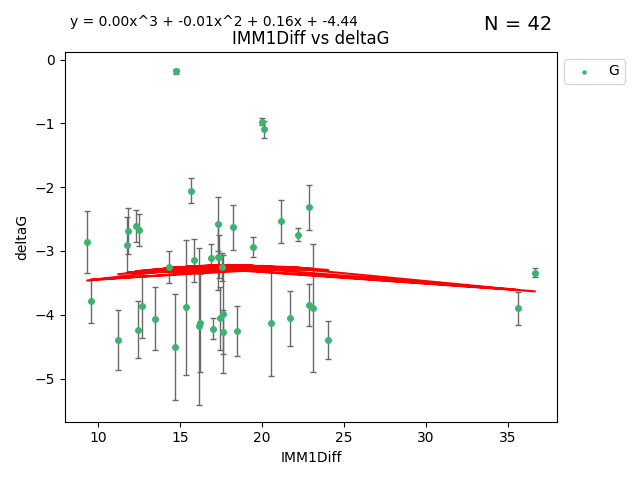 y = 0.00x^3 + -0.01x^2 + 0.16x + -4.44
N = 42
IMM1Diff vs deltaG
G
0
−1
−2
−3
−4
−5
deltaG
10 15 20 25 30 35
IMM1Diff